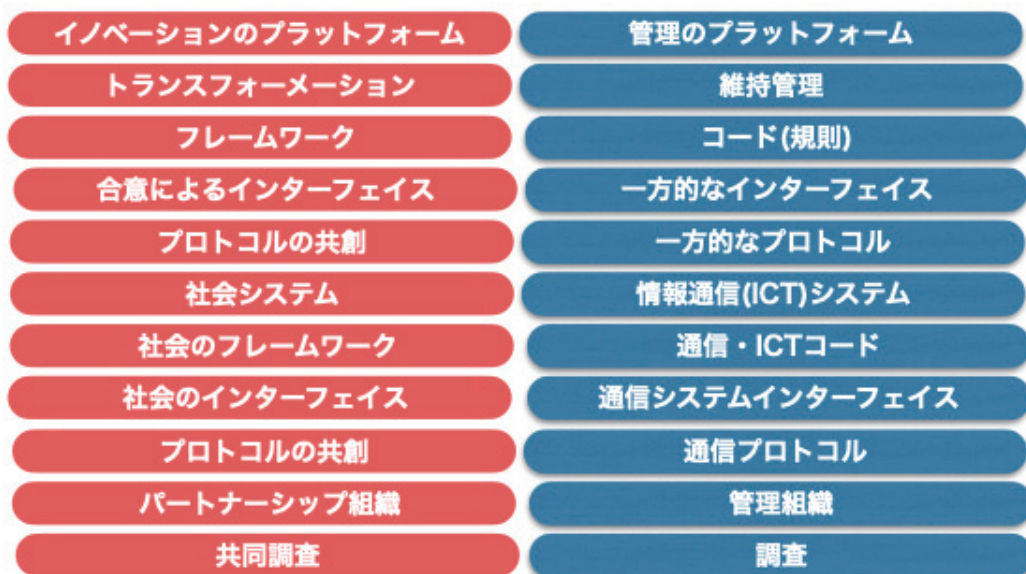 イノベーションのプラットフォーム 管理のプラットフォーム
トランスフォーメーション 維持管理
フレームワーク コード(規則)
合意によるインターフェイス 一方的なインターフェイス
プロトコルの共創 一方的なプロトコル
社会システム 情報通信(ICT)システム
社会のフレームワーク 通信・ICTコード
社会のインターフェイス 通信システムインターフェイス
プロトコルの共創 通信プロトコル
パートナーシップ組織 管理組織
共同調査 調査